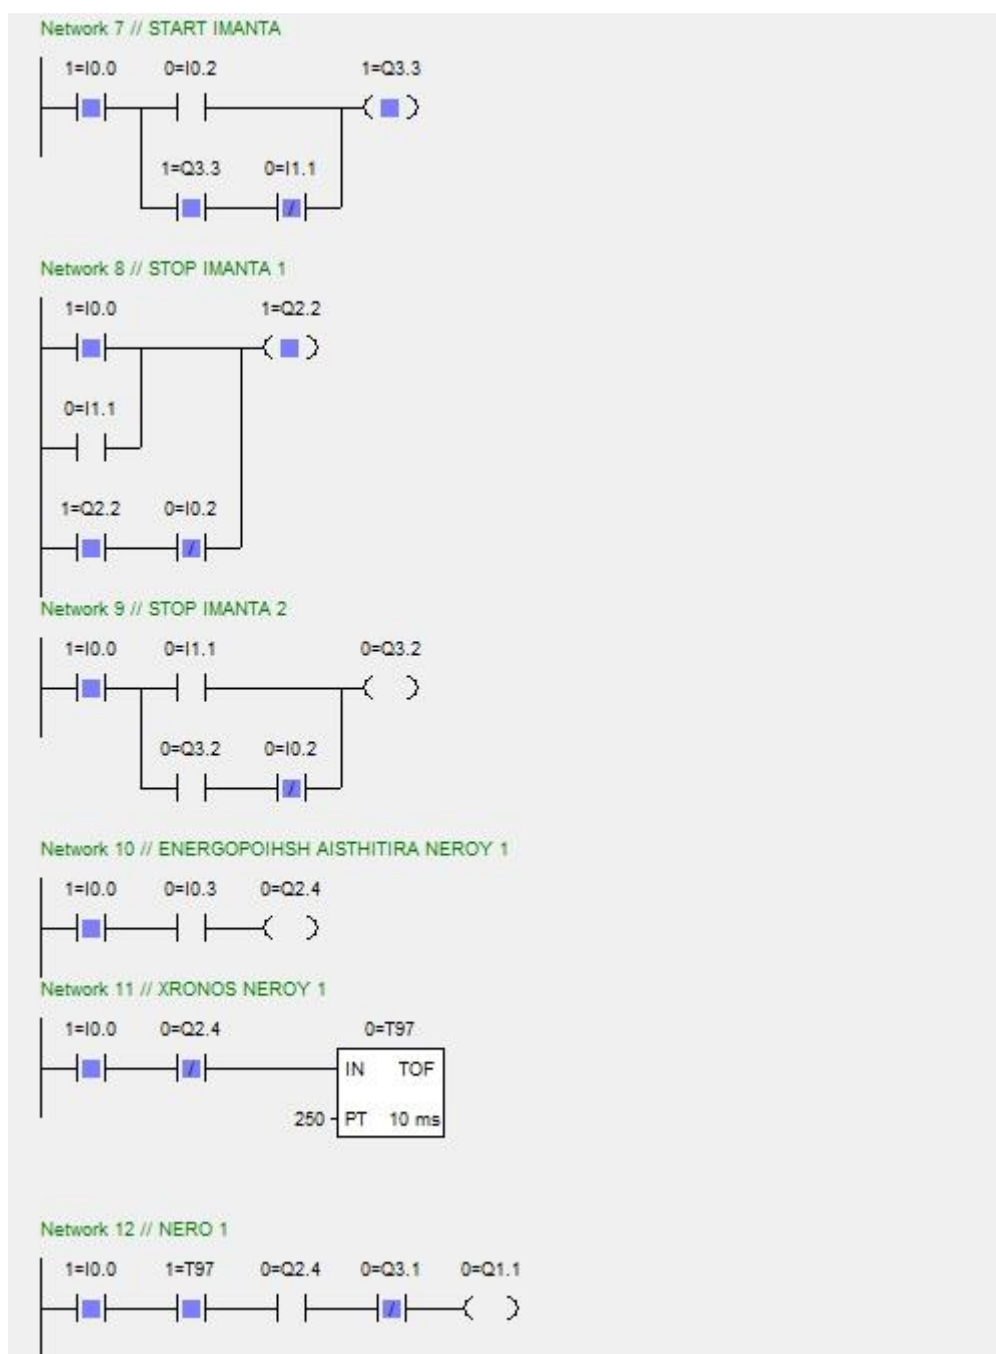 Network 7 // START IMANTA
1=I0.0 0=I0.2 1=Q3.3
1=Q3.3 0=I1.1
/
Network 8 // STOP IMANTA 1
1=I0.0 1=Q2.2
0=I1.1
1=Q2.2 0=I0.2
/
Network 9 // STOP IMANTA 2
1=I0.0 0=I1.1 0=Q3.2
0=Q3.2 0=I0.2
/
Network 10 // ENERGOPOIHSH AISTHITIRA NEROY 1
1=I0.0 0=I0.3 0=Q2.4
Network 11 // XRONOS NEROY 1
1=I0.0 0=Q2.4 0=T97
/ IN TOF
250 PT 10 ms
Network 12 // NERO 1
1=I0.0 1=T97 0=Q2.4 0=Q3.1 0=Q1.1
/